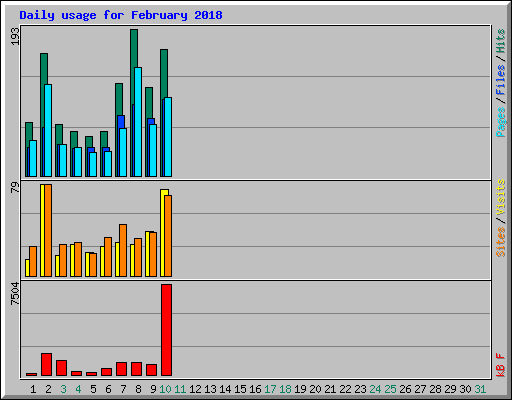 Daily usage for February 2018
193
79
7504
Pages/Files/Hits
Sites/Visits
kB F
1 2 3 4 5 6 7 8 9 10 11 12 13 14 15 16 17 18 19 20 21 22 23 24 25 26 27 28 29 30 31